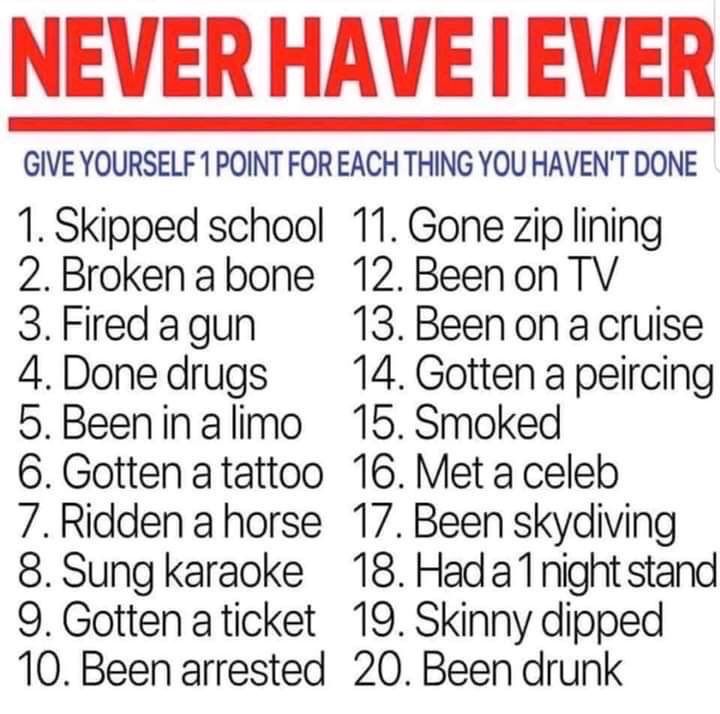 NEVER HAVE I EVER
GIVE YOURSELF 1 POINT FOR EACH THING YOU HAVEN'T DONE
1. Skipped school
2. Broken a bone
3. Fired a gun
4. Done drugs
5. Been in a limo
6. Gotten a tattoo
7. Ridden a horse
8. Sung karaoke
9. Gotten a ticket
10. Been arrested
11. Gone zip lining
12. Been on TV
13. Been on a cruise
14. Gotten a peircing
15. Smoked
16. Met a celeb
17. Been skydiving
18. Had a 1 night stand
19. Skinny dipped
20. Been drunk